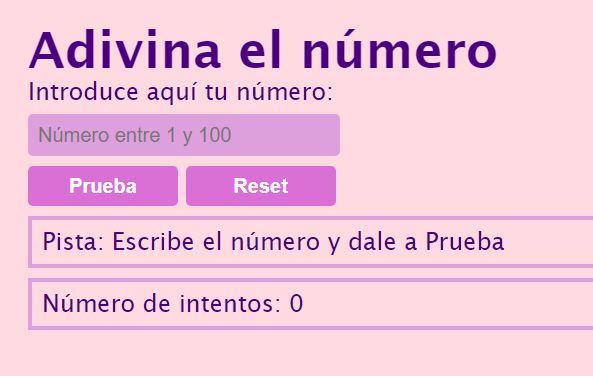 Adivina el número
Introduce aquí tu número:
Número entre 1 y 100
Prueba Reset
Pista: Escribe el número y dale a Prueba
Número de intentos: 0